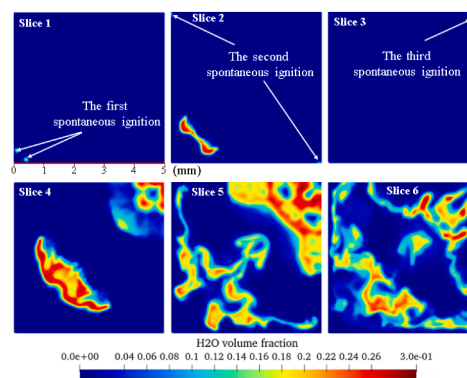 Slice 1
Slice 2
Slice 3
The first
spontaneous ignition
The second
spontaneous ignition
The third
spontaneous ignition
0 1 2 3 4 5 (mm)
Slice 4
Slice 5
Slice 6
H2O volume fraction
0.0e+00 0.04 0.06 0.08 0.1 0.12 0.14 0.16 0.18 0.2 0.22 0.24 0.26 3.0e-01